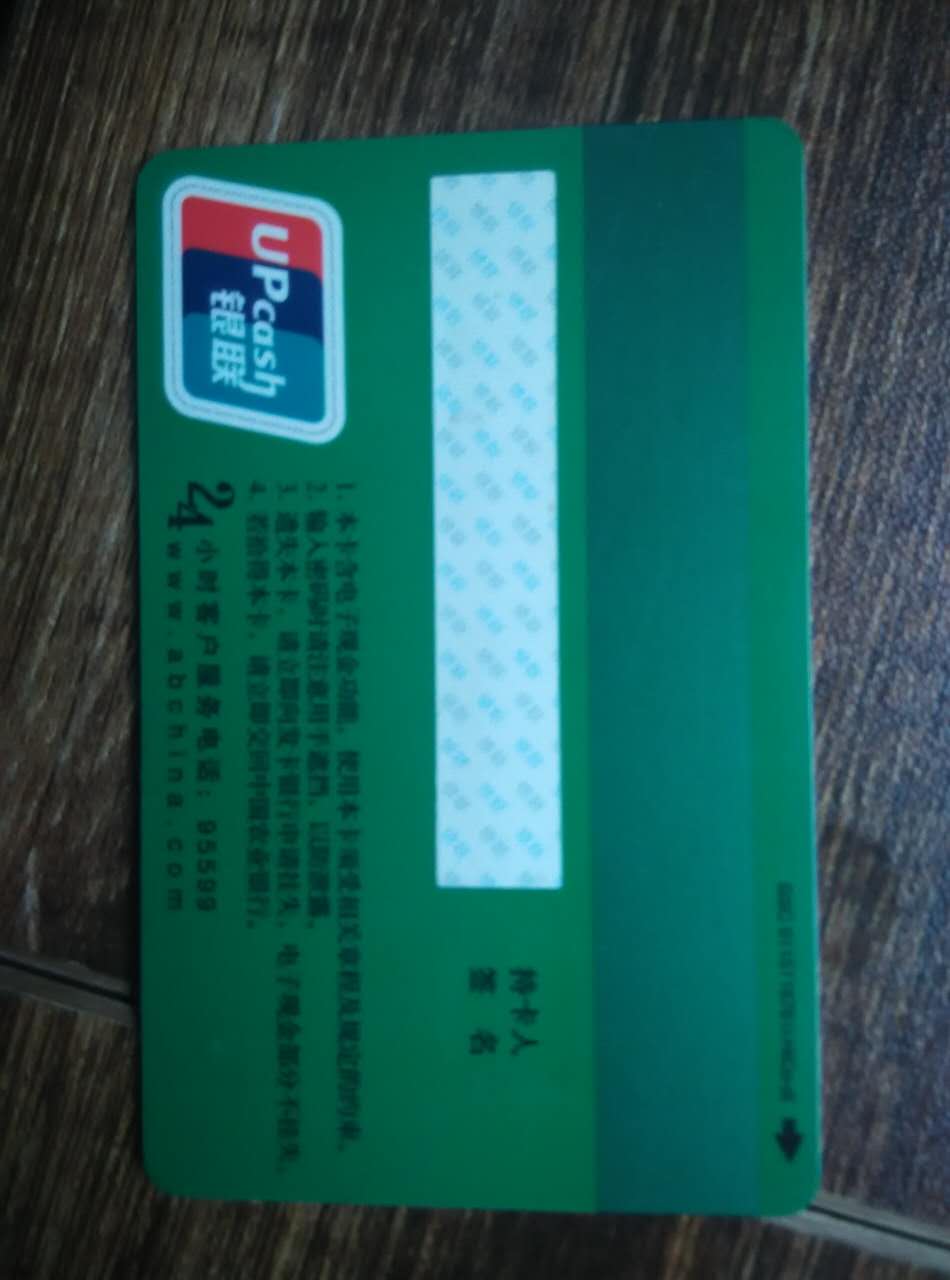 持卡人
签 名
UPcash
银联
1. 本卡含电子现金功能，使用本卡需受相关章程及规定的约束。
2. 输入密码时请注意用手遮挡，以防泄露。
3. 遗失本卡，请立即向发卡银行申请挂失，电子现金部分不挂失。
4. 若拾得本卡，请立即交回中国农业银行。
24小时客户服务电话：95599
www.abchina.com